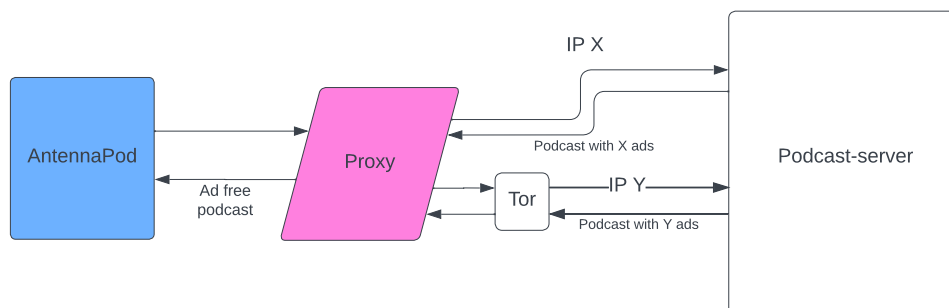 IP X
Podcast with X ads
AntennaPod
Proxy
Podcast-server
Ad free
podcast
Tor
IP Y
Podcast with Y ads